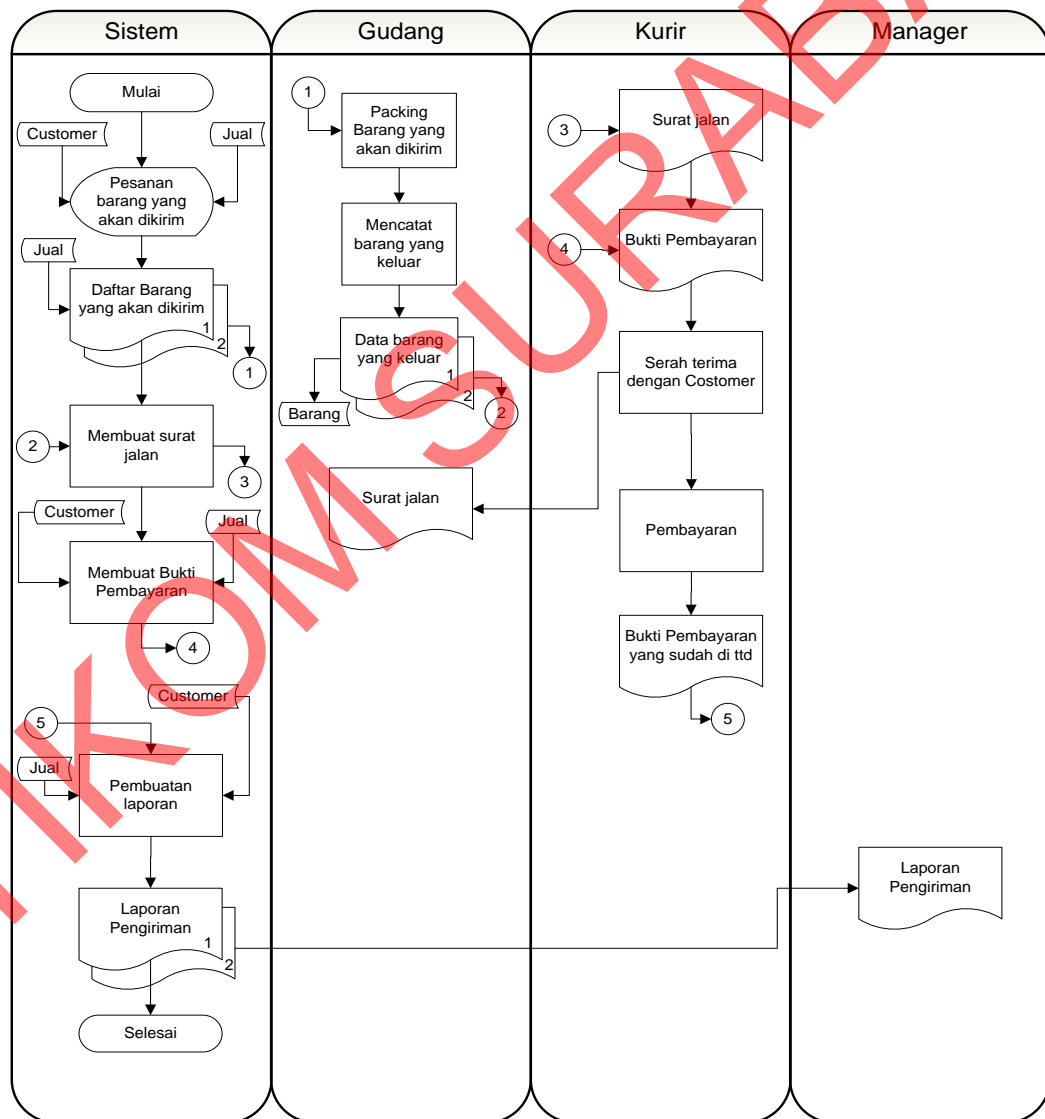 Sistem
Gudang
Kurir
Manager
Mulai
Customer
Jual
Pesanan
barang yang
akan dikirim
Jual
Daftar Barang
yang akan dikirim
1
2
1
2
Membuat surat
jalan
3
Customer
Jual
Membuat Bukti
Pembayaran
4
Customer
5
Jual
Pembuatan
laporan
Laporan
Pengiriman
1
2
Selesai
1
Packing
Barang yang
akan dikirim
Mencatat
barang yang
keluar
Data barang
yang keluar
1
2
Barang
2
Surat jalan
3
Surat jalan
4
Bukti Pembayaran
Serah terima
dengan Costomer
Pembayaran
Bukti Pembayaran
yang sudah di ttd
5
Laporan
Pengiriman
IKOM SURABA